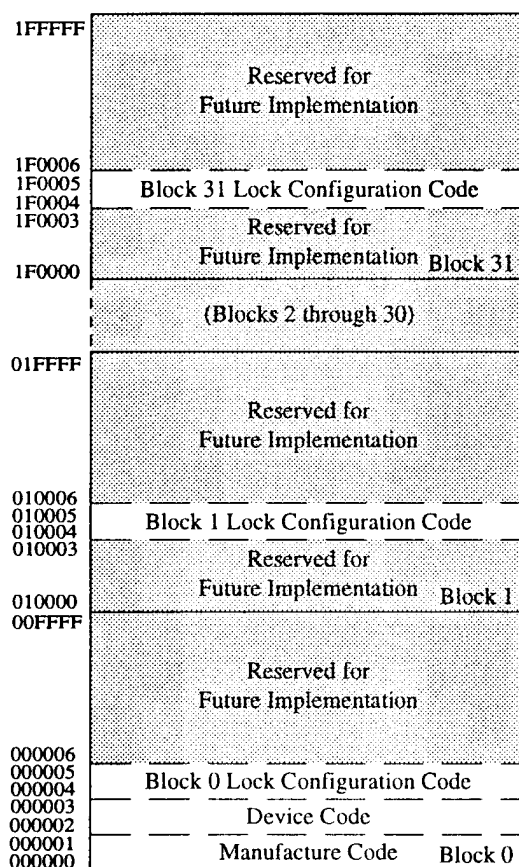 1FFFFF
Reserved for
Future Implementation
1F0006
1F0005
Block 31 Lock Configuration Code
1F0004
1F0003
Reserved for
Future Implementation
Block 31
1F0000
(Blocks 2 through 30)
01FFFF
Reserved for
Future Implementation
010006
010005
Block 1 Lock Configuration Code
010004
010003
Reserved for
Future Implementation
Block 1
010000
00FFFF
Reserved for
Future Implementation
000006
000005
Block 0 Lock Configuration Code
000004
000003
Device Code
000002
000001
Manufacture Code
Block 0
000000